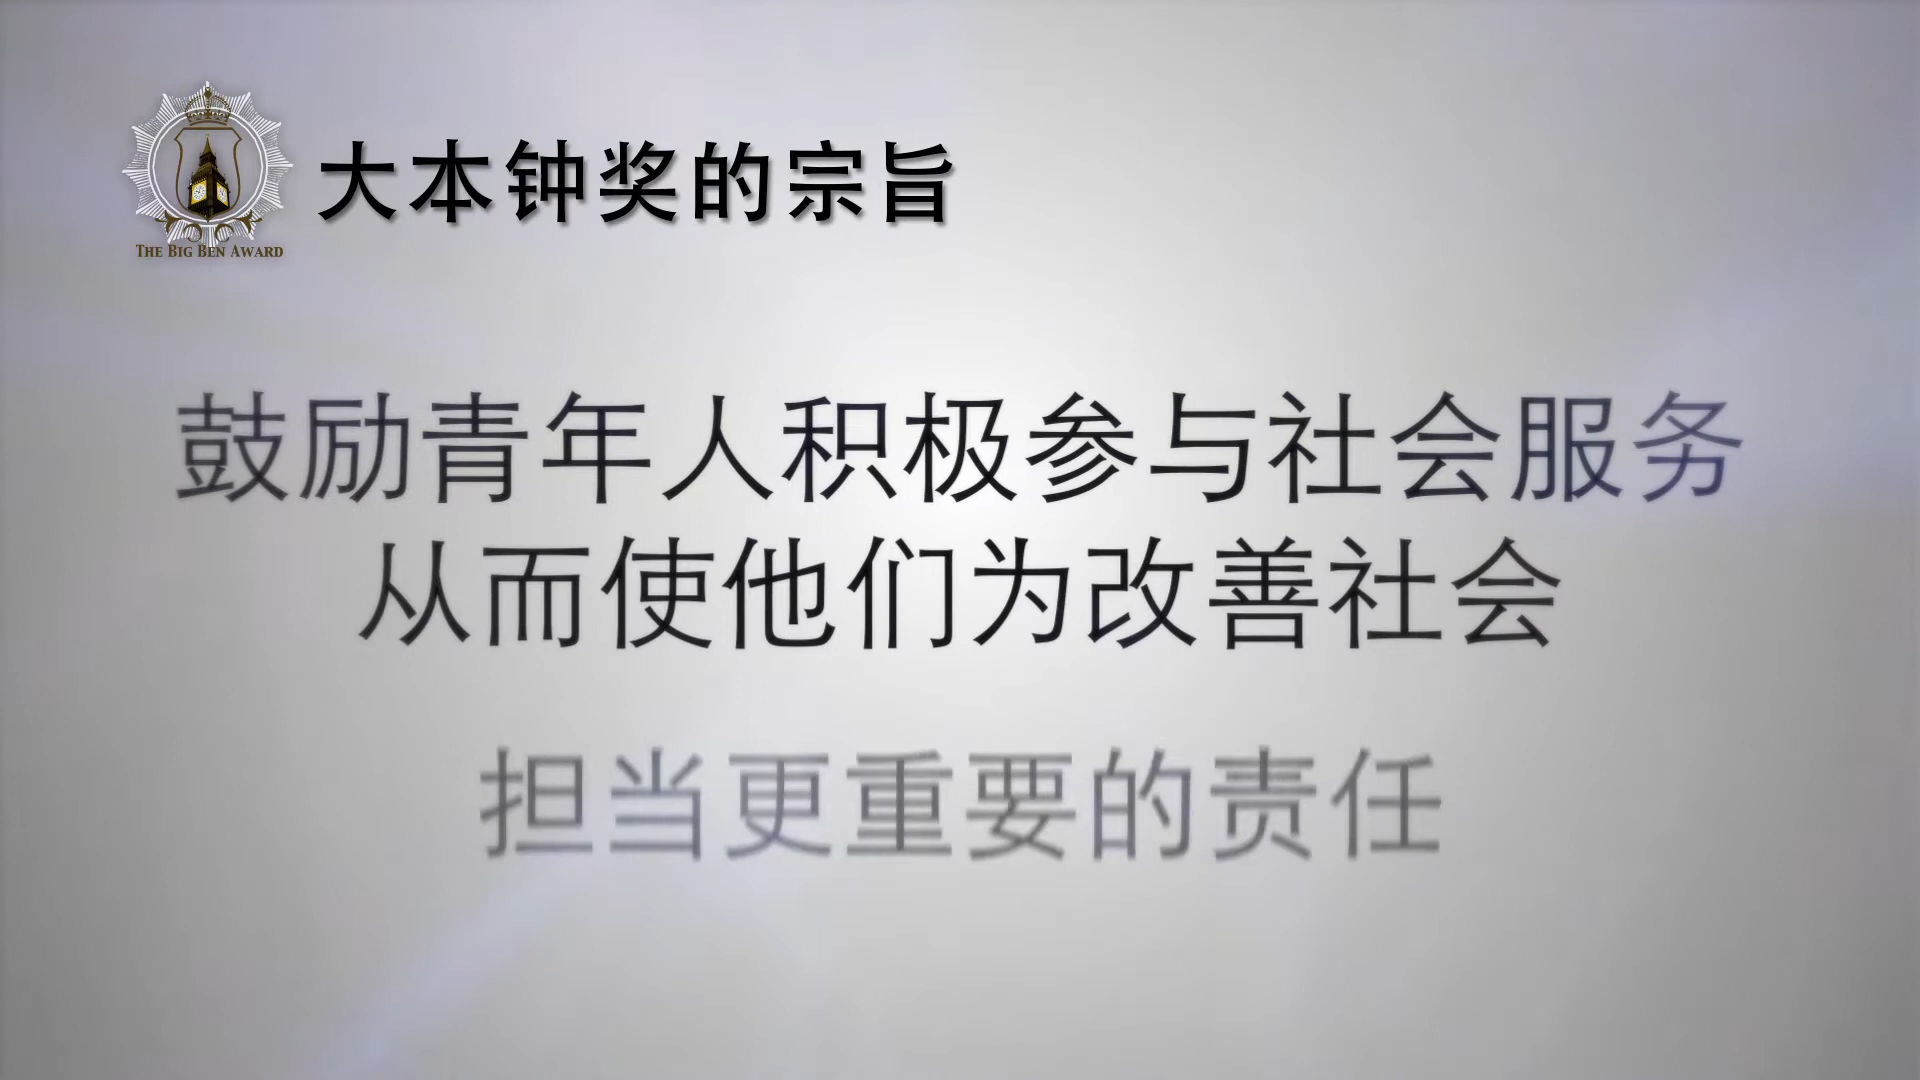 THE BIG BEN AWARD
大本钟奖的宗旨
鼓励青年人积极参与社会服务
从而使他们为改善社会
担当更重要的责任